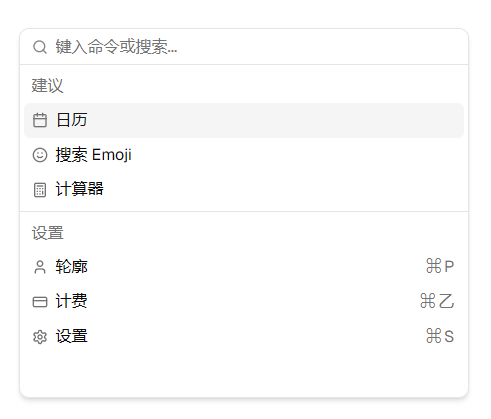 键入命令或搜索...
建议
日历
搜索 Emoji
计算器
设置
轮廓 ⌘P
计费 ⌘乙
设置 ⌘S